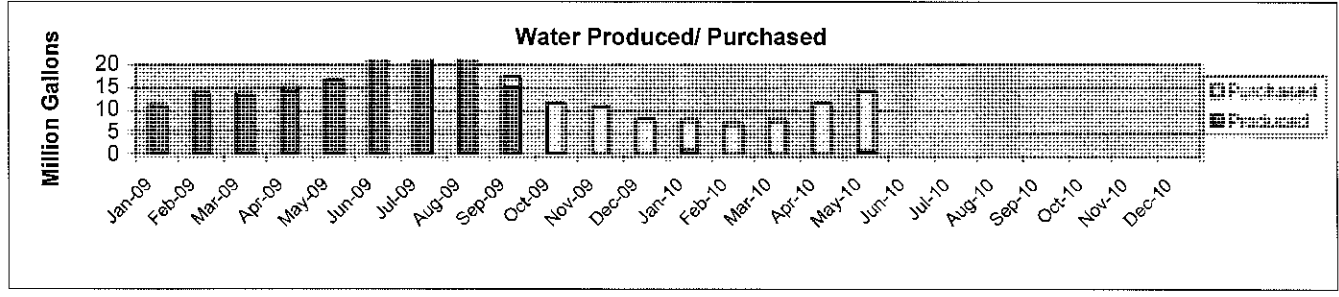 Water Produced/ Purchased
Million Gallons
20
15
10
5
0
Purchased
Produced
Jan-09
Feb-09
Mar-09
Apr-09
May-09
Jun-09
Jul-09
Aug-09
Sep-09
Oct-09
Nov-09
Dec-09
Jan-10
Feb-10
Mar-10
Apr-10
May-10
Jun-10
Jul-10
Aug-10
Sep-10
Oct-10
Nov-10
Dec-10